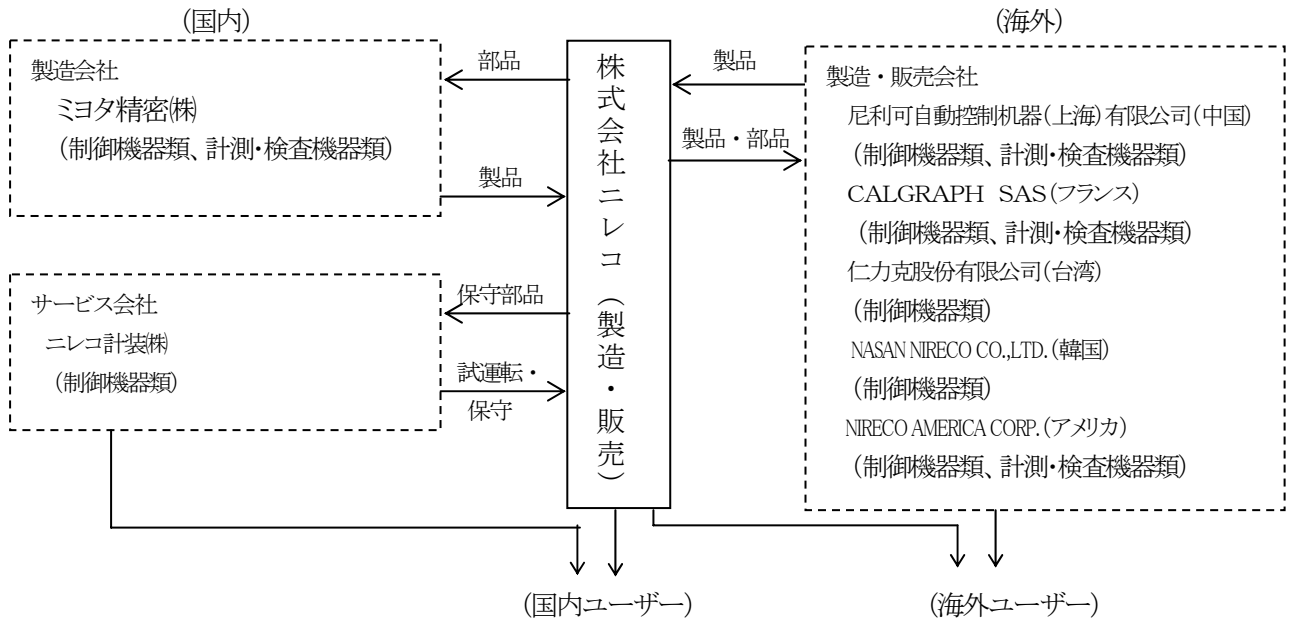 (国内)
製造会社
ミヨタ精密㈱
(制御機器類、計測・検査機器類)
サービス会社
ニレコ計装㈱
(制御機器類)
部品
製品
保守部品
試運転・
保守
株式会社ニレコ(製造・販売)
製品
製品・部品
(海外)
製造・販売会社
尼利可自動控制机器(上海)有限公司(中国)
(制御機器類、計測・検査機器類)
CALGRAPH SAS(フランス)
(制御機器類、計測・検査機器類)
仁力克股份有限公司(台湾)
(制御機器類)
NASAN NIRECO CO.,LTD.(韓国)
(制御機器類)
NIRECO AMERICA CORP.(アメリカ)
(制御機器類、計測・検査機器類)
(国内ユーザー)
(海外ユーザー)